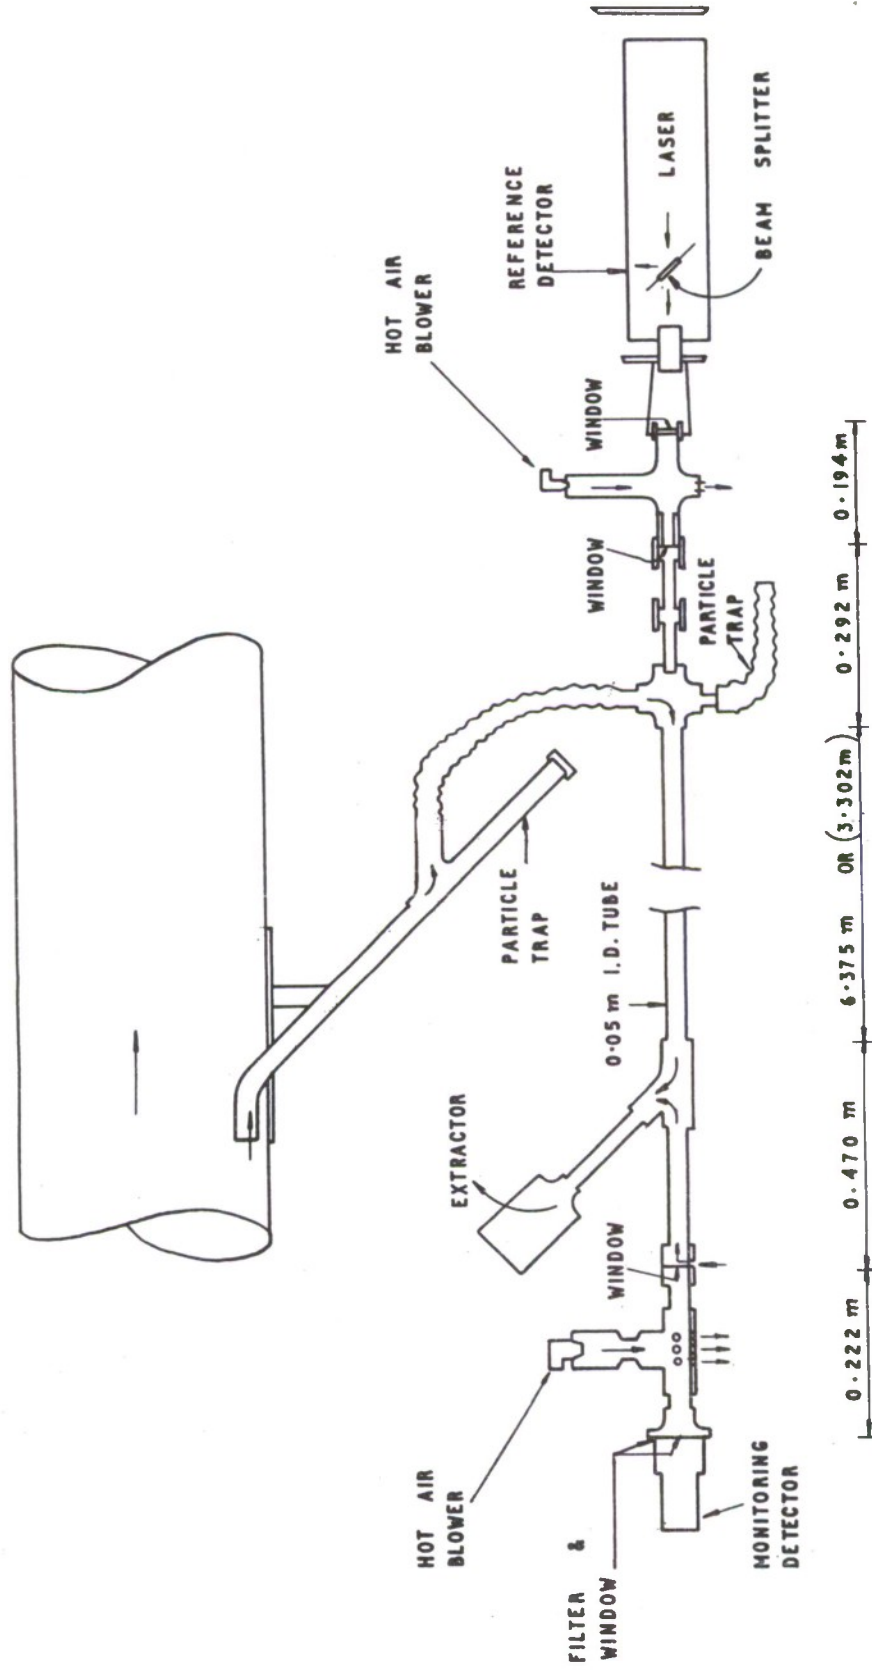 HOT AIR
BLOWER
REFERENCE
DETECTOR
LASER
BEAM SPLITTER
WINDOW
WINDOW
PARTICLE
TRAP
PARTICLE
TRAP
0·05 m I.D. TUBE
EXTRACTOR
WINDOW
HOT AIR
BLOWER
FILTER &
WINDOW
MONITORING
DETECTOR
0·222 m
0·470 m
6·375 m OR (3·302m)
0·292 m
0·194m